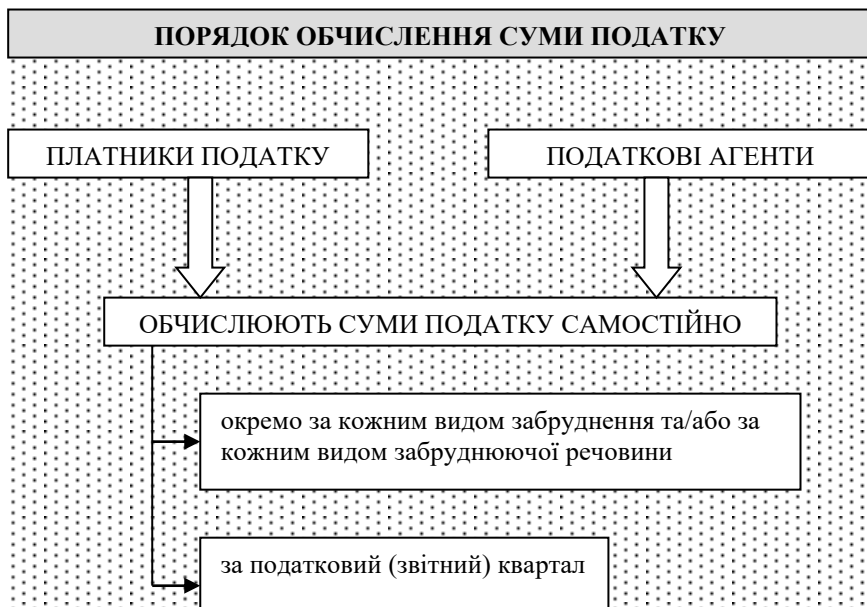 ПОРЯДОК ОБЧИСЛЕННЯ СУМИ ПОДАТКУ
ПЛАТНИКИ ПОДАТКУ
ПОДАТКОВІ АГЕНТИ
ОБЧИСЛЮЮТЬ СУМИ ПОДАТКУ САМОСТІЙНО
окремо за кожним видом забруднення та/або за
кожним видом забруднюючої речовини
за податковий (звітний) квартал